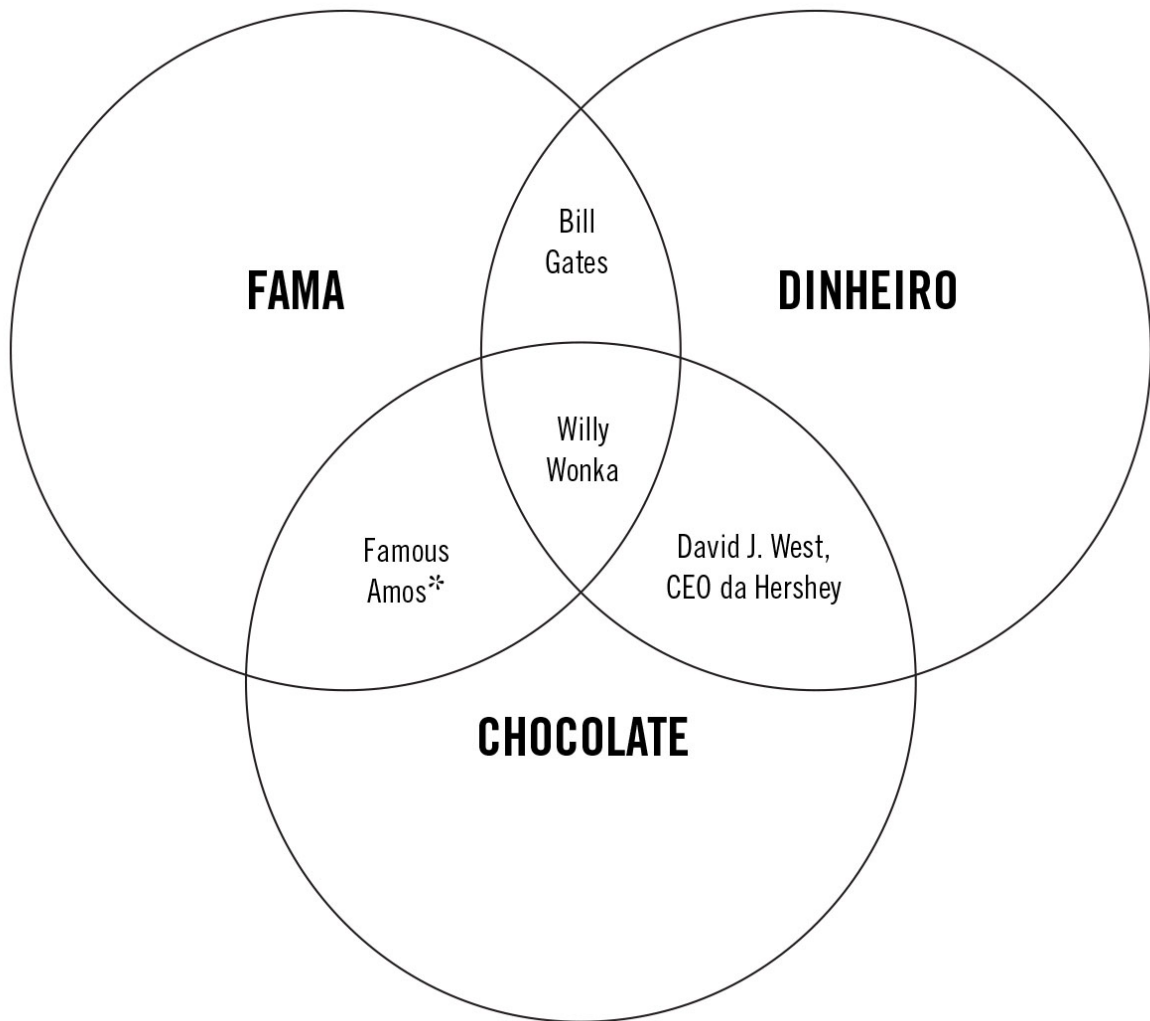 Bill
Gates
FAMA
DINHEIRO
Willy
Wonka
Famous
Amos*
David J. West,
CEO da Hershey
CHOCOLATE